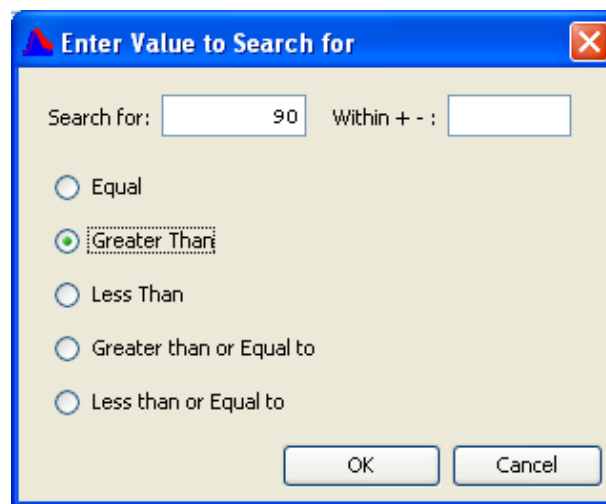 Enter Value to Search for
Search for: 90 Within + - :
Equal
Greater Than
Less Than
Greater than or Equal to
Less than or Equal to
OK Cancel